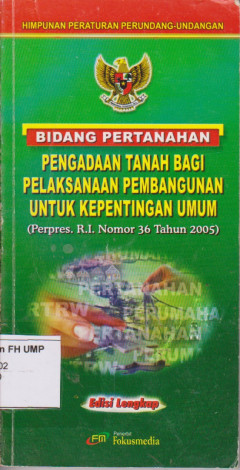 HIMPUNAN PERATURAN PERUNDANG-UNDANGAN
BIDANG PERTANAHAN
PENGADAAN TANAH BAGI
PELAKSANAAN PEMBANGUNAN
UNTUK KEPENTINGAN UMUM
(Perpres. R.I. Nomor 36 Tahun 2005)
PERTANAHAN
RTRW
PERUMAHA
PERTANAHAN
PERUM
n FH UMP
02
Edisi Lengkap
Penerbit
FM Fokusmedia